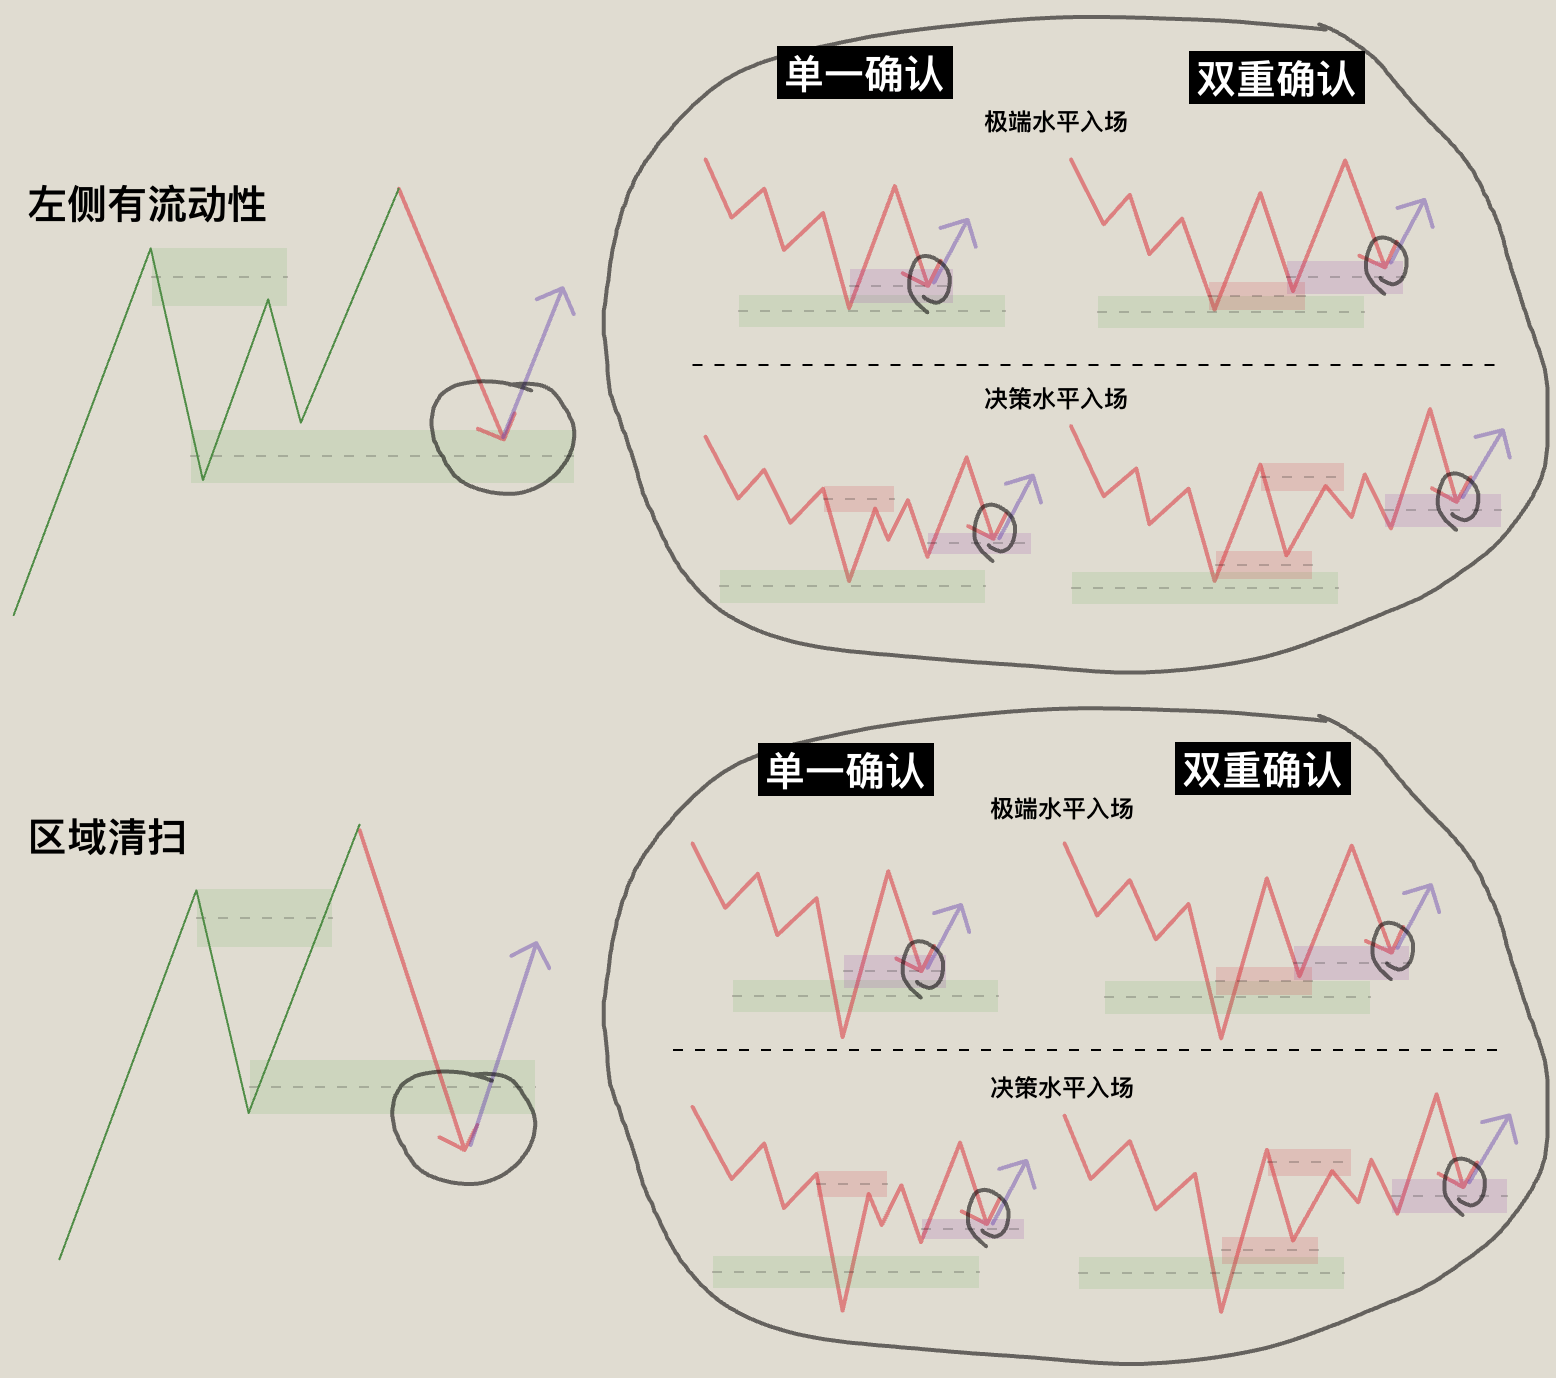 左侧有流动性
单一确认
双重确认
极端水平入场
决策水平入场
区域清扫
单一确认
双重确认
极端水平入场
决策水平入场